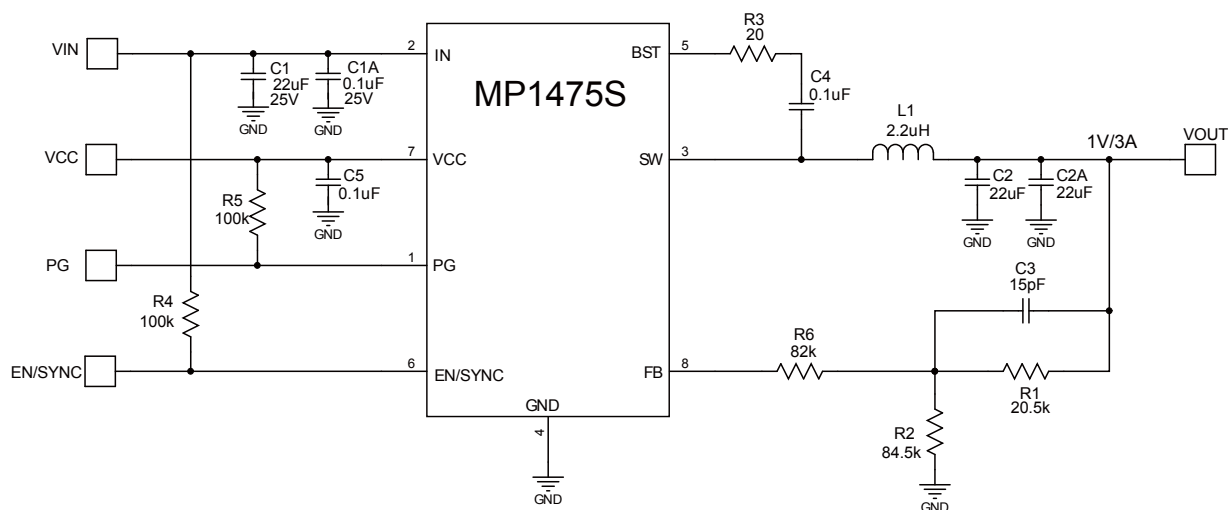 VIN
2
IN
C1
22uF
25V
GND
C1A
0.1uF
25V
GND
VCC
7
VCC
C5
0.1uF
GND
R5
100k
PG
1
PG
R4
100k
EN/SYNC
6
EN/SYNC
MP1475S
GND
4
GND
BST
5
R3
20
C4
0.1uF
SW
3
L1
2.2uH
1V/3A
VOUT
C2
22uF
GND
C2A
22uF
GND
C3
15pF
FB
8
R6
82k
R1
20.5k
R2
84.5k
GND